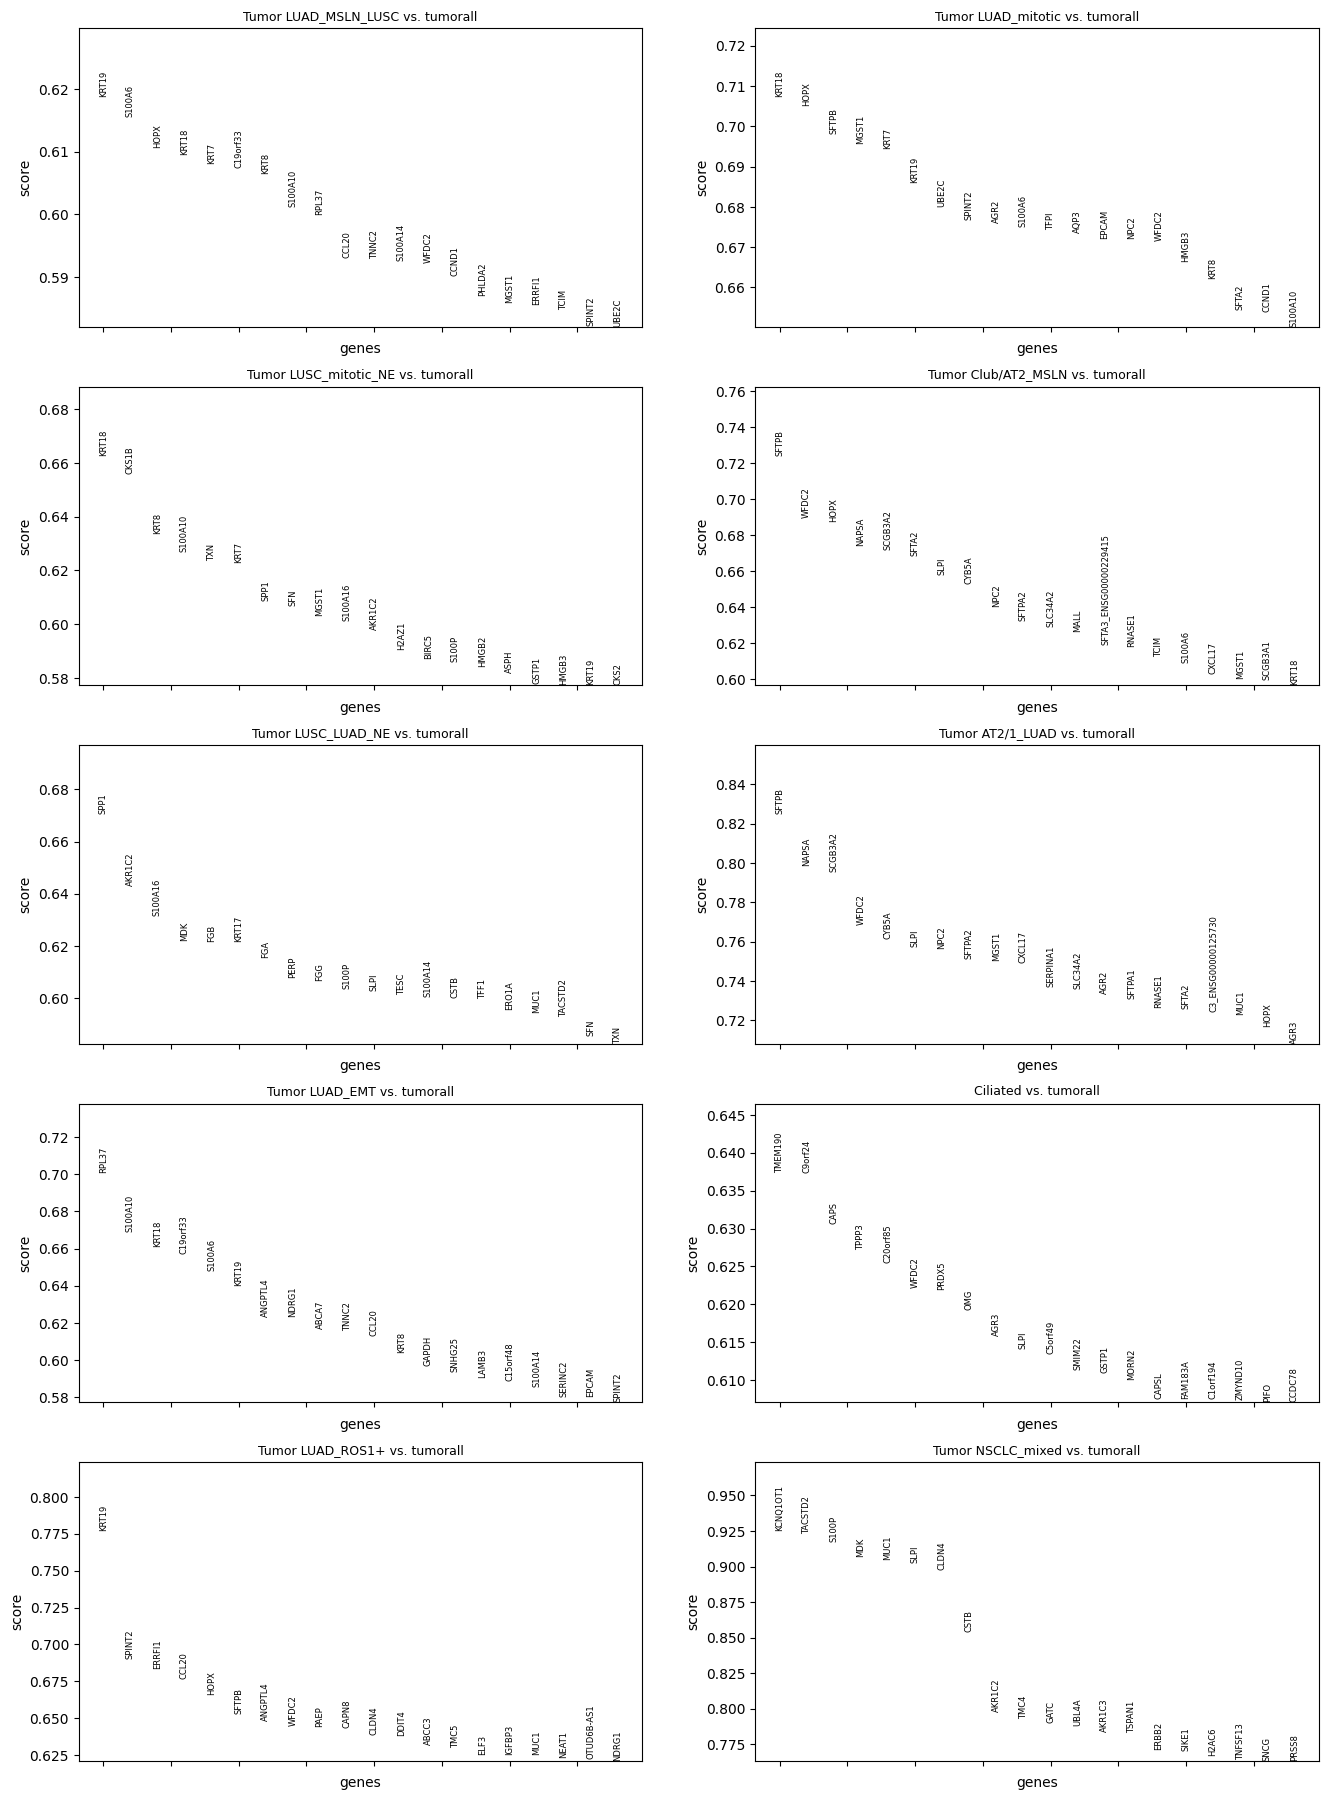 Tumor LUAD_MSLN_LUSC vs. tumorall
score
0.62
0.61
0.60
0.59
KRT19
S100A6
HOPX
KRT18
KRT7
C19orf33
KRT8
S100A10
RPL37
CCL20
TNNC2
S100A14
WFDC2
CCND1
PHLDA2
MGST1
ERRFI1
TCIM
SPINT2
UBE2C
genes
Tumor LUAD_mitotic vs. tumorall
score
0.72
0.71
0.70
0.69
0.68
0.67
0.66
KRT18
HOPX
SFTPB
MGST1
KRT7
KRT19
UBE2C
SPINT2
AGR2
S100A6
TFPI
AQP3
EPCAM
NPC2
WFDC2
HMGB3
KRT8
SFTA2
CCND1
S100A10
genes
Tumor LUSC_mitotic_NE vs. tumorall
score
0.68
0.66
0.64
0.62
0.60
0.58
KRT18
CKS1B
KRT8
S100A10
TXN
KRT7
SPP1
SFN
MGST1
S100A16
AKR1C2
H2AZ1
BIRC5
S100P
HMGB2
ASPH
GSTP1
HMGB3
KRT19
CKS2
genes
Tumor Club/AT2_MSLN vs. tumorall
score
0.76
0.74
0.72
0.70
0.68
0.66
0.64
0.62
0.60
SFTPB
WFDC2
HOPX
NAPSA
SCGB3A2
SFTA2
SLPI
CYB5A
NPC2
SFTPA2
SLC34A2
MALL
SFTA3_ENSG00000229415
RNASE1
TCIM
S100A6
CXCL17
MGST1
SCGB3A1
KRT18
genes
Tumor LUSC_LUAD_NE vs. tumorall
score
0.68
0.66
0.64
0.62
0.60
SPP1
AKR1C2
S100A16
MDK
FGB
KRT17
FGA
PERP
FGG
S100P
SLPI
TESC
S100A14
CSTB
TFF1
ERO1A
MUC1
TACSTD2
SFN
TXN
genes
Tumor AT2/1_LUAD vs. tumorall
score
0.84
0.82
0.80
0.78
0.76
0.74
0.72
SFTPB
NAPSA
SCGB3A2
WFDC2
CYB5A
SLPI
NPC2
SFTPA2
MGST1
CXCL17
SERPINA1
SLC34A2
AGR2
SFTPA1
RNASE1
SFTA2
C3_ENSG00000125730
MUC1
HOPX
AGR3
genes
Tumor LUAD_EMT vs. tumorall
score
0.72
0.70
0.68
0.66
0.64
0.62
0.60
0.58
RPL37
S100A10
KRT18
C19orf33
S100A6
KRT19
ANGPTL4
NDRG1
ABCA7
TNNC2
CCL20
KRT8
GAPDH
SNHG25
LAMB3
C15orf48
S100A14
SERINC2
EPCAM
SPINT2
genes
Ciliated vs. tumorall
score
0.645
0.640
0.635
0.630
0.625
0.620
0.615
0.610
TMEM190
C9orf24
CAPS
TPPP3
C20orf85
WFDC2
PRDX5
OMG
AGR3
SLPI
C5orf49
SMIM22
GSTP1
MORN2
CAPSL
FAM183A
C1orf194
ZMYND10
PIFO
CCDC78
genes
Tumor LUAD_ROS1+ vs. tumorall
score
0.800
0.775
0.750
0.725
0.700
0.675
0.650
0.625
KRT19
SPINT2
ERRFI1
CCL20
HOPX
SFTPB
ANGPTL4
WFDC2
PAEP
CAPN8
CLDN4
DDIT4
ABCC3
TMC5
ELF3
IGFBP3
MUC1
NEAT1
OTUD6B-AS1
NDRG1
genes
Tumor NSCLC_mixed vs. tumorall
score
0.950
0.925
0.900
0.875
0.850
0.825
0.800
0.775
KCNQ1OT1
TACSTD2
S100P
MDK
MUC1
SLPI
CLDN4
CSTB
AKR1C2
TMC4
GATC
UBL4A
AKR1C3
TSPAN1
ERBB2
SIKE1
H2AC6
TNFSF13
SNCG
PRSS8
genes